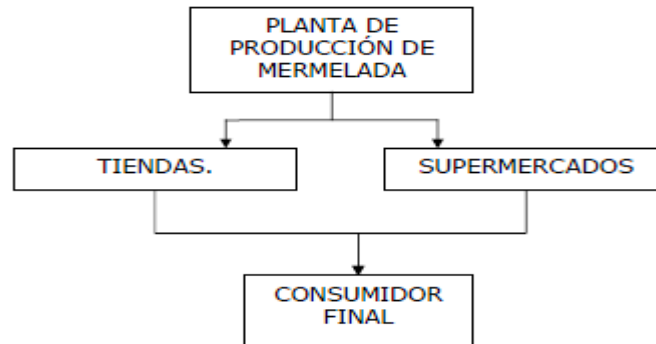 PLANTA DE
PRODUCCIÓN DE
MERMELADA
TIENDAS.
SUPERMERCADOS
CONSUMIDOR
FINAL